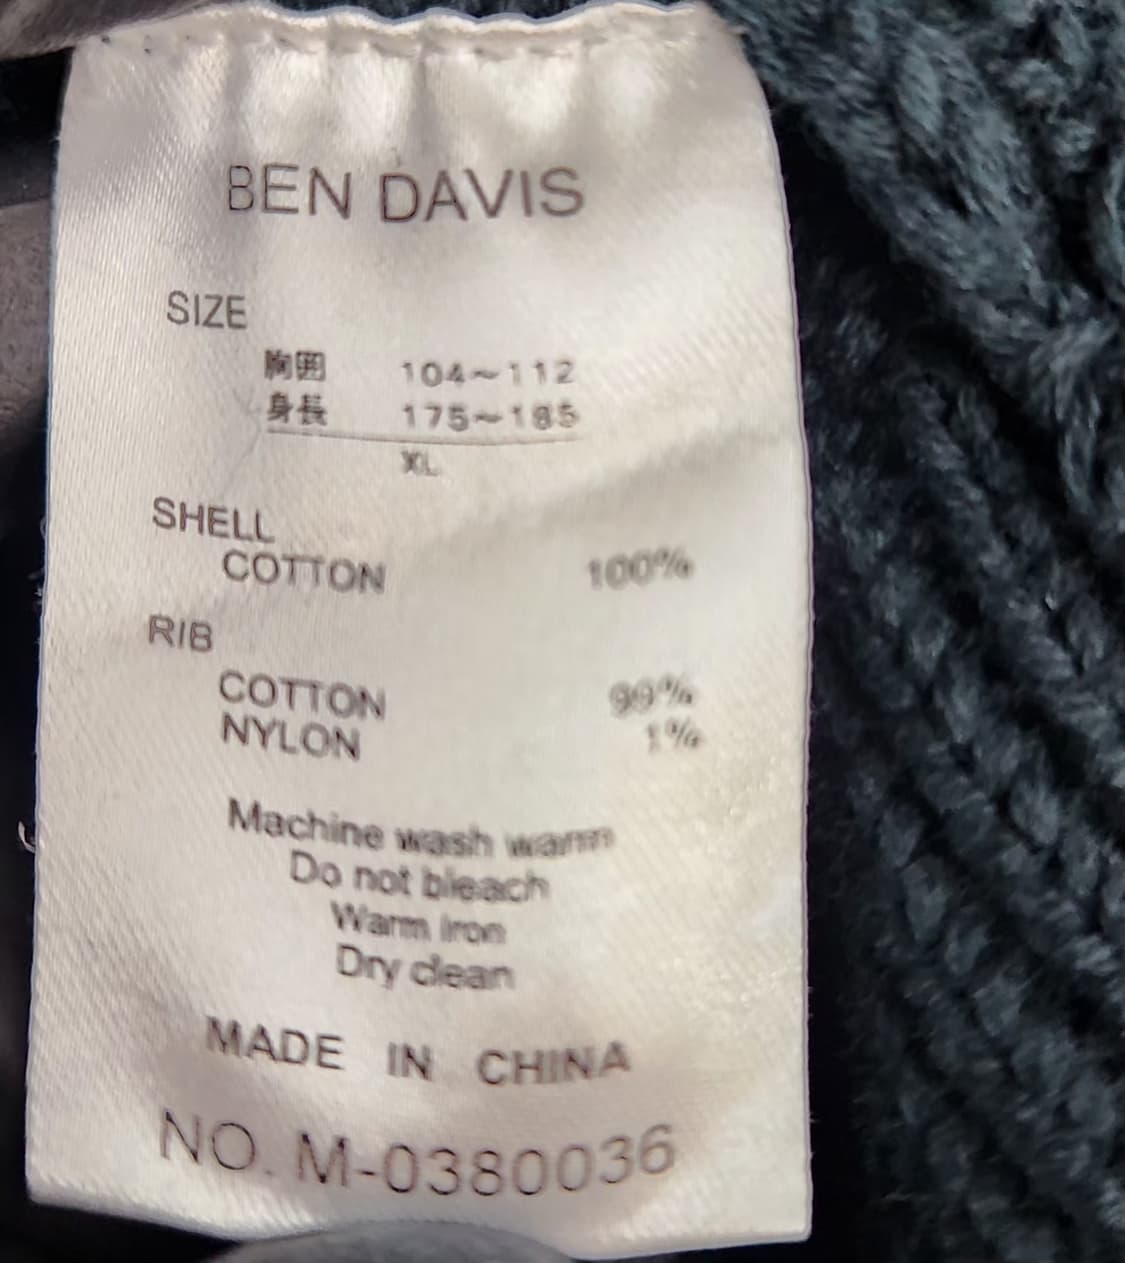 BEN DAVIS
SIZE
胸囲 104~112
身長 175~185
XL
SHELL
COTTON 100%
RIB
COTTON 99%
NYLON 1%
Machine wash warm
Do not bleach
Warm iron
Dry clean
MADE IN CHINA
NO. M-0380036